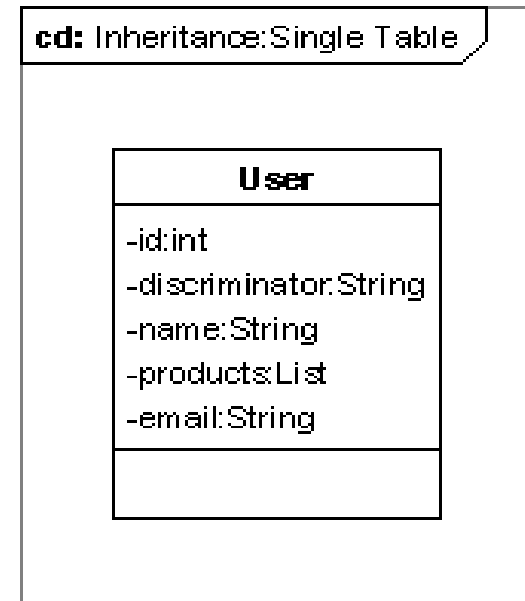 cd: Inheritance:Single Table
User
-id:int
-discriminator:String
-name:String
-products:List
-email:String